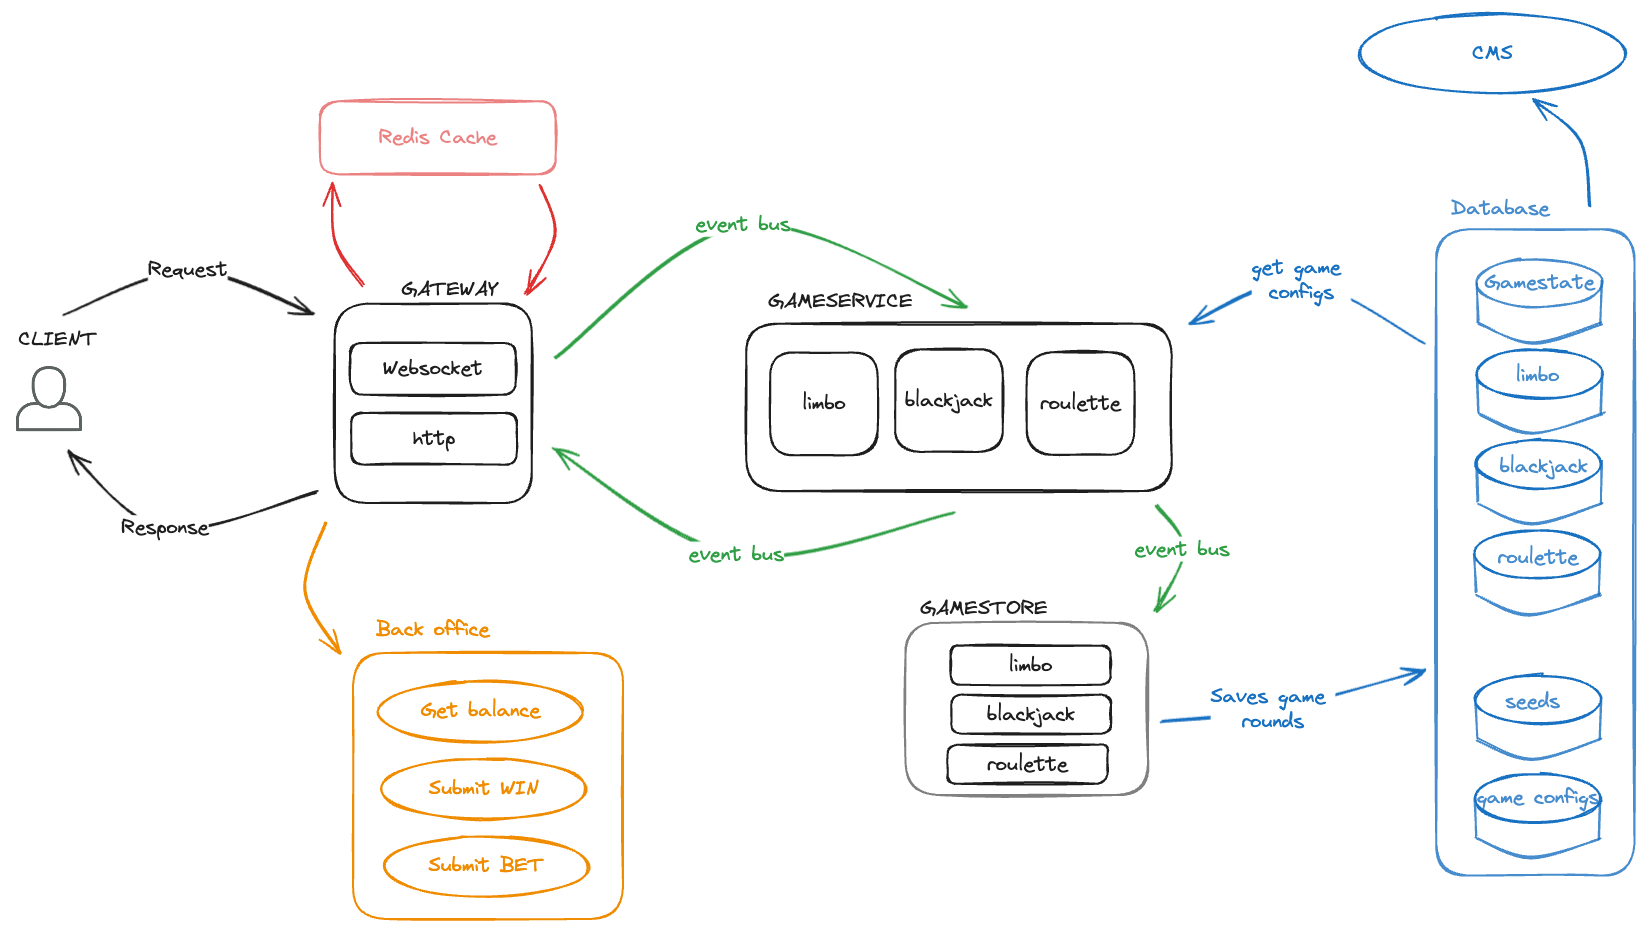 CMS
Redis Cache
Database
event bus
Request
get game
configs
Gamestate
GATEWAY
GAMESERVICE
CLIENT
Websocket
limbo
limbo
blackjack
roulette
http
blackjack
Response
event bus
event bus
roulette
GAMESTORE
Back office
limbo
Get balance
blackjack
Saves game
rounds
seeds
roulette
Submit WIN
game configs
Submit BET